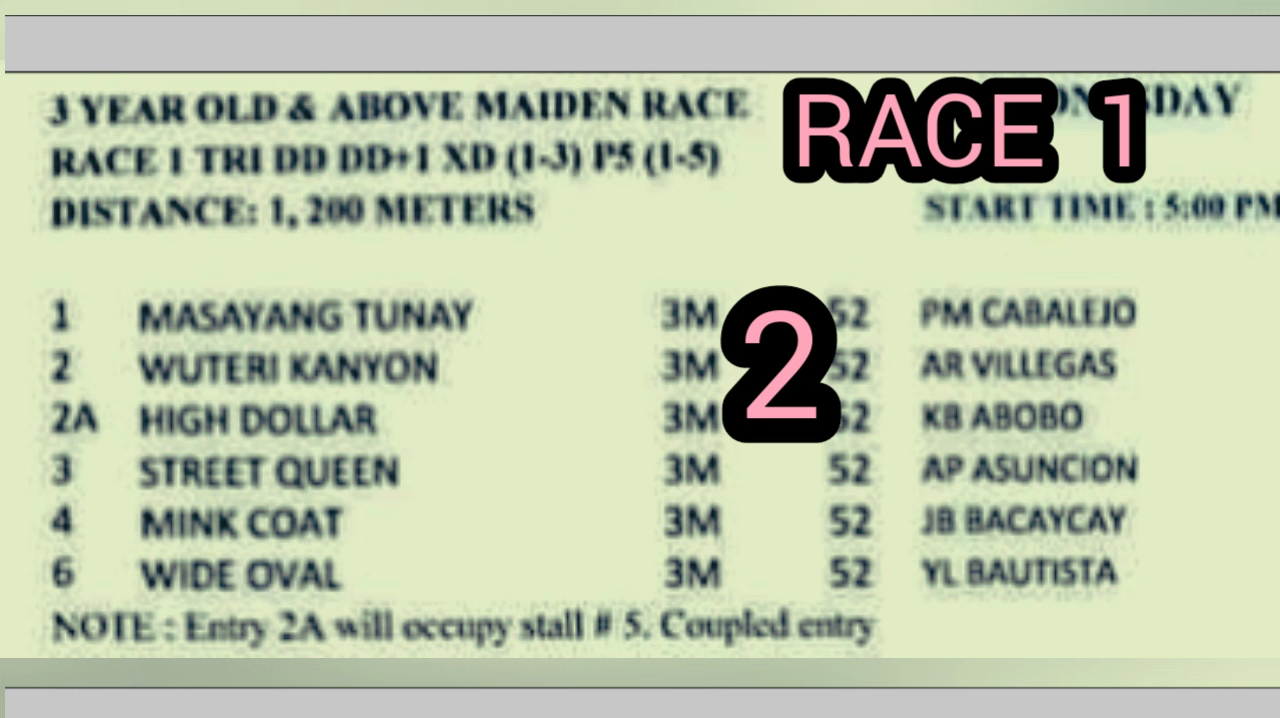 3 YEAR OLD & ABOVE MAIDEN RACE
RACE 1
RACE 1 TRI DD DD+1 XD (1-3) P5 (1-5)
DISTANCE: 1, 200 METERS START TIME : 5:00 PM
1 MASAYANG TUNAY 3M 52 PM CABALEJO
2 WUTERI KANYON 3M 52 AR VILLEGAS
2
2A HIGH DOLLAR 3M 52 KB ABOBO
3 STREET QUEEN 3M 52 AP ASUNCION
4 MINK COAT 3M 52 JB BACAYCAY
6 WIDE OVAL 3M 52 YL BAUTISTA
NOTE : Entry 2A will occupy stall # 5. Coupled entry